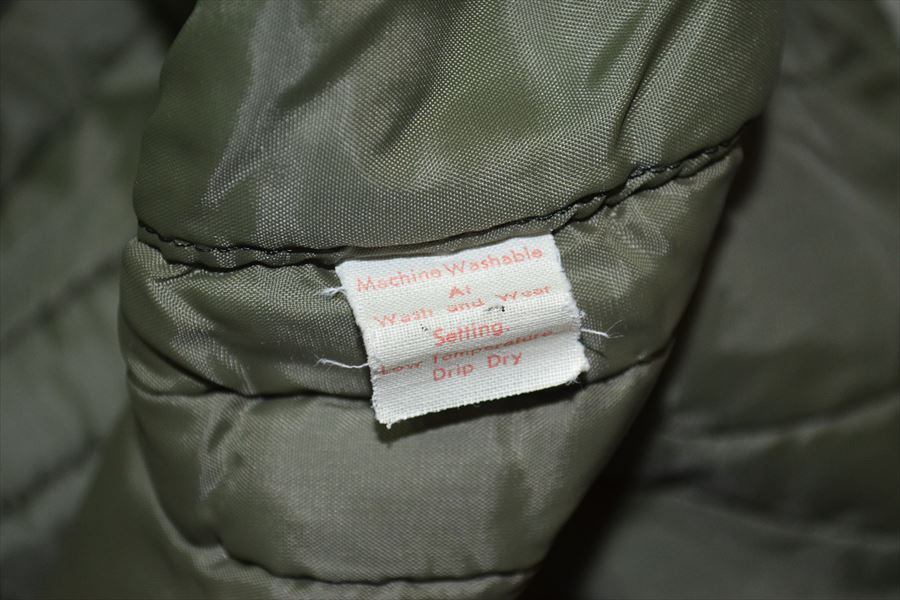 Machine Washable
At
Wash and Wear
Setting.
Low Temperature
Drip Dry